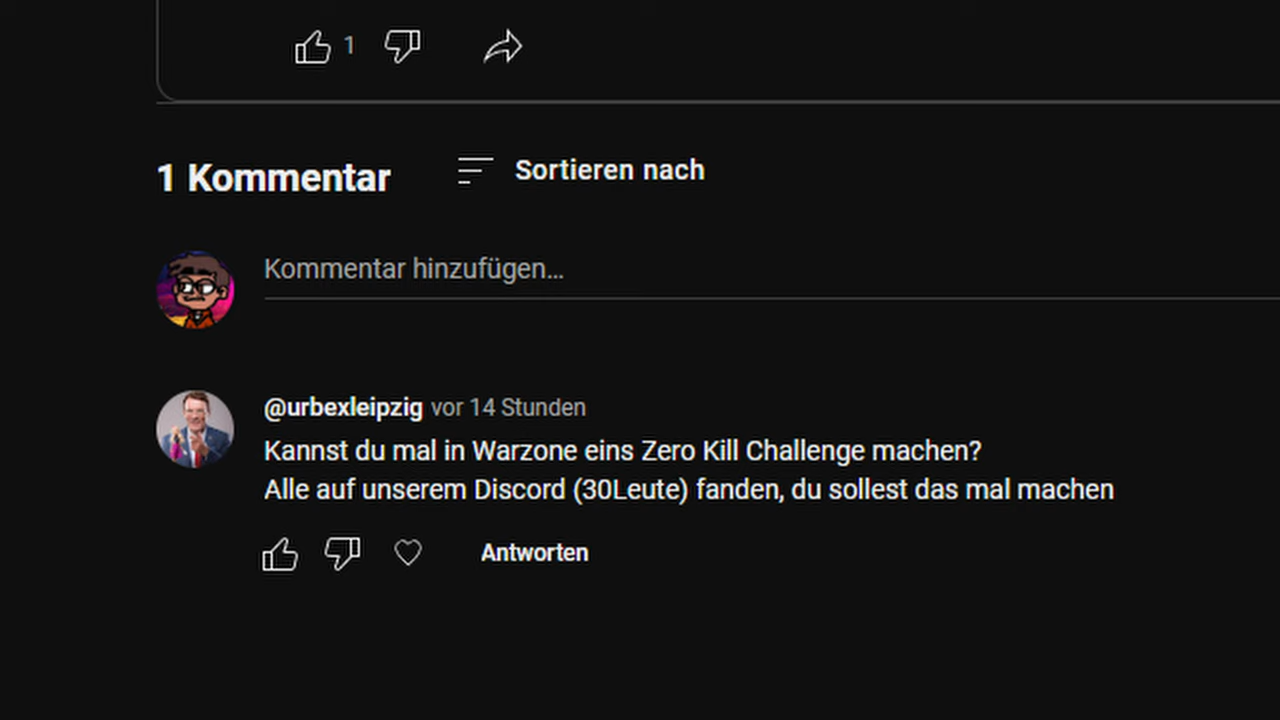 1
1 Kommentar
Sortieren nach
Kommentar hinzufügen...
@urbexleipzig vor 14 Stunden
Kannst du mal in Warzone eins Zero Kill Challenge machen?
Alle auf unserem Discord (30Leute) fanden, du sollest das mal machen
Antworten